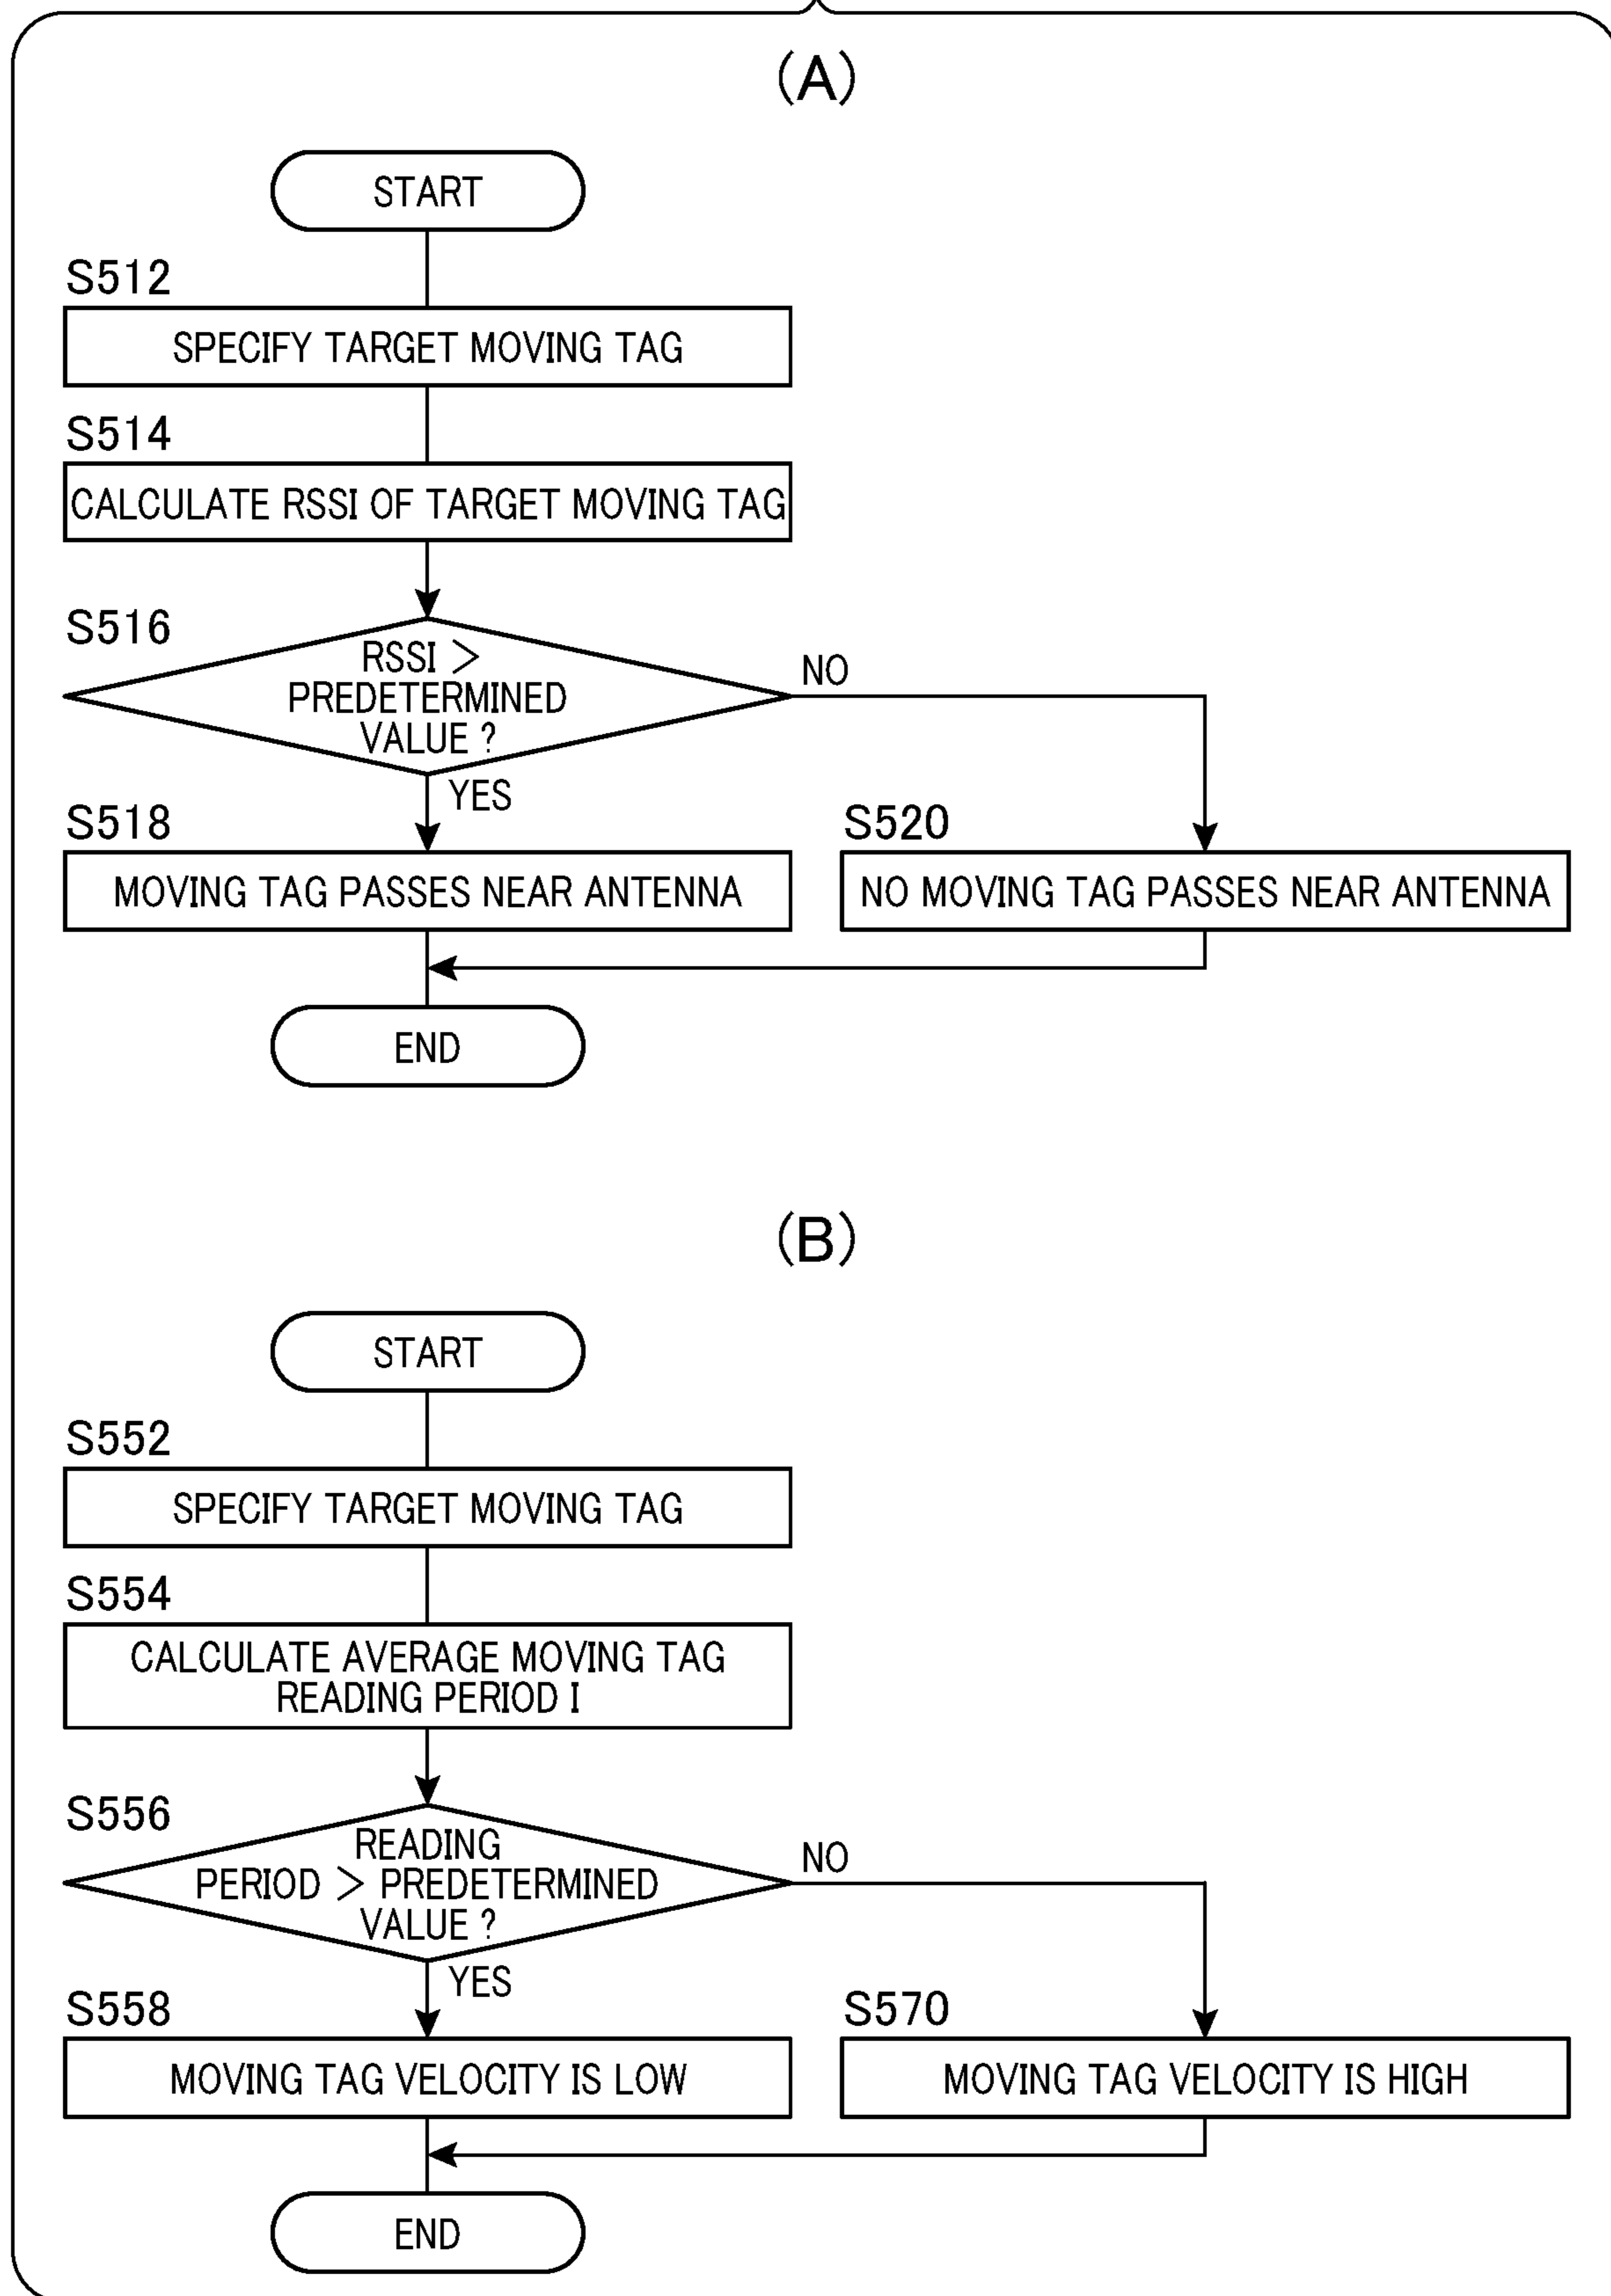 (A)
START
S512
SPECIFY TARGET MOVING TAG
S514
CALCULATE RSSI OF TARGET MOVING TAG
S516
RSSI >
PREDETERMINED
VALUE ?
NO
YES
S518
MOVING TAG PASSES NEAR ANTENNA
S520
NO MOVING TAG PASSES NEAR ANTENNA
END
(B)
START
S552
SPECIFY TARGET MOVING TAG
S554
CALCULATE AVERAGE MOVING TAG
READING PERIOD I
S556
READING
PERIOD > PREDETERMINED
VALUE ?
NO
YES
S558
MOVING TAG VELOCITY IS LOW
S570
MOVING TAG VELOCITY IS HIGH
END